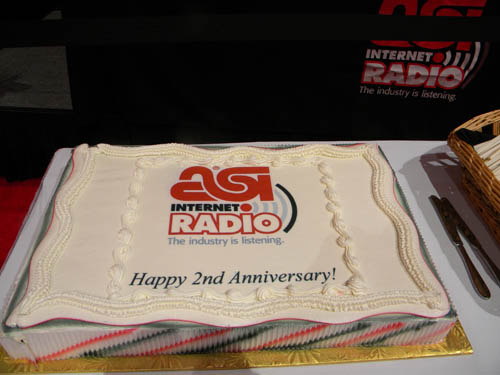 asi
INTERNET
RADIO
The industry is listening.
asi
INTERNET
RADIO
The industry is listening.
Happy 2nd Anniversary!